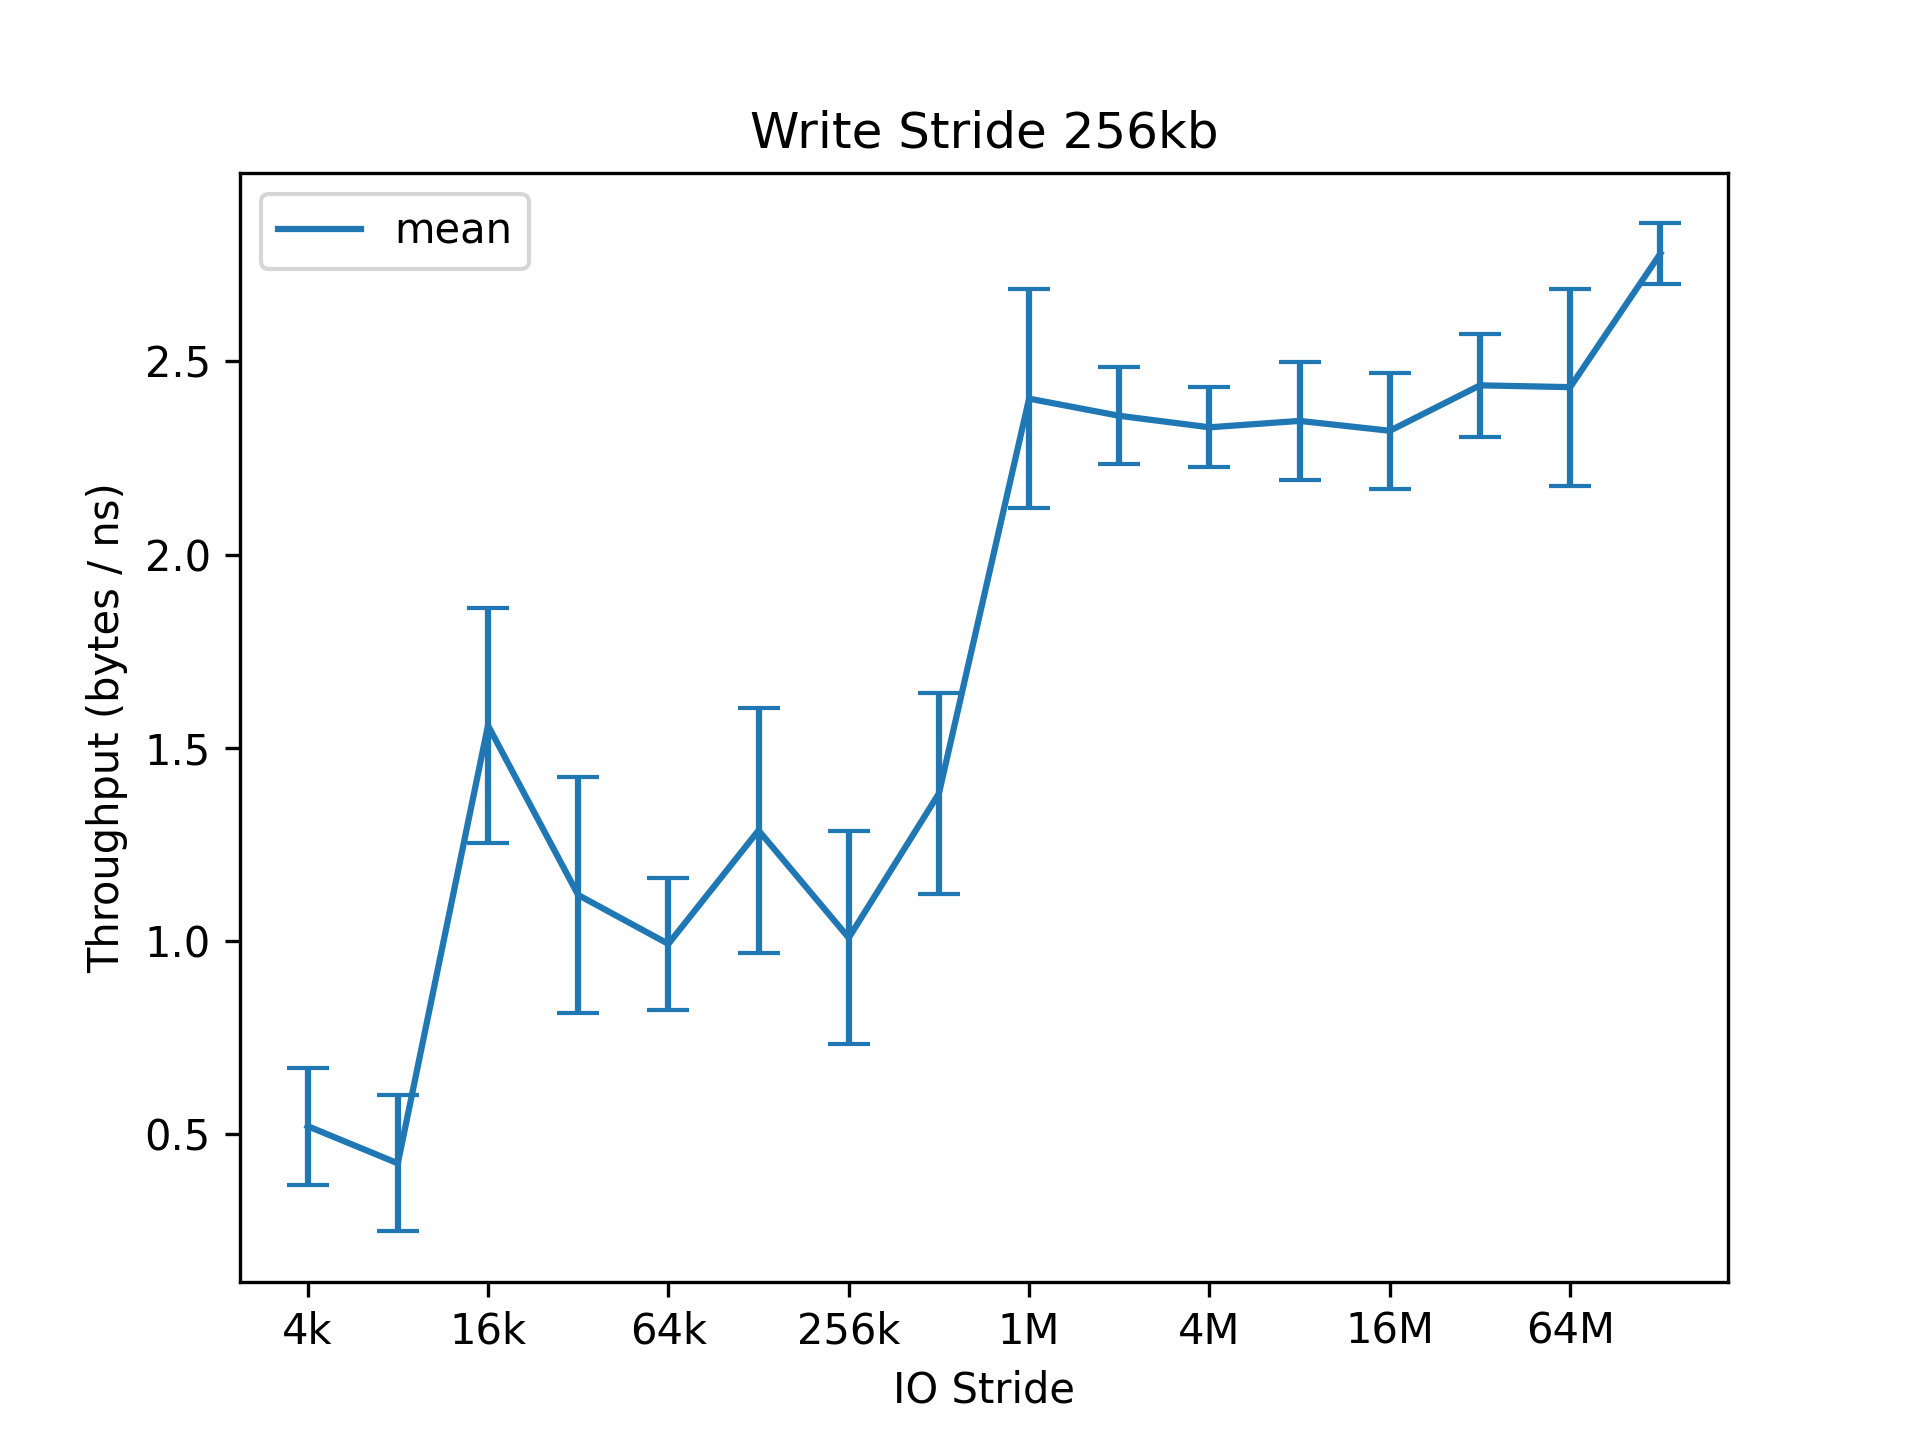 Write Stride 256kb
mean
Throughput (bytes / ns)
2.5
2.0
1.5
1.0
0.5
4k 16k 64k 256k 1M 4M 16M 64M
IO Stride